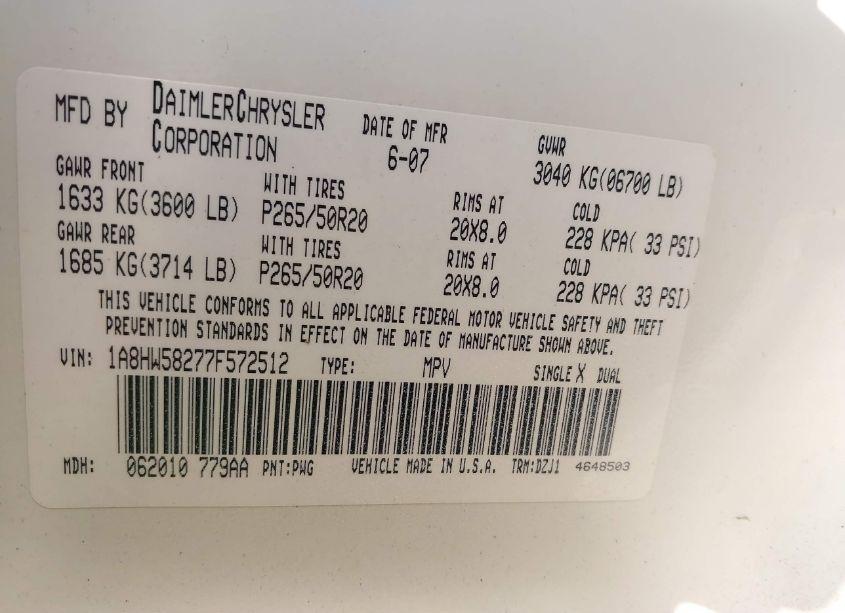 MFD BY DAIMLERCHRYSLER CORPORATION
DATE OF MFR 6-07
GVWR 3040 KG(06700 LB)
GAWR FRONT WITH TIRES RIMS AT COLD
1633 KG(3600 LB) P265/50R20 20X8.0 228 KPA( 33 PSI)
GAWR REAR WITH TIRES RIMS AT COLD
1685 KG(3714 LB) P265/50R20 20X8.0 228 KPA( 33 PSI)
THIS VEHICLE CONFORMS TO ALL APPLICABLE FEDERAL MOTOR VEHICLE SAFETY AND THEFT
PREVENTION STANDARDS IN EFFECT ON THE DATE OF MANUFACTURE SHOWN ABOVE.
VIN: 1A8HW58277F572512 TYPE: MPV SINGLE X DUAL
MDH: 062010 779AA PNT:PWG VEHICLE MADE IN U.S.A. TRM:DZJ1 4648503